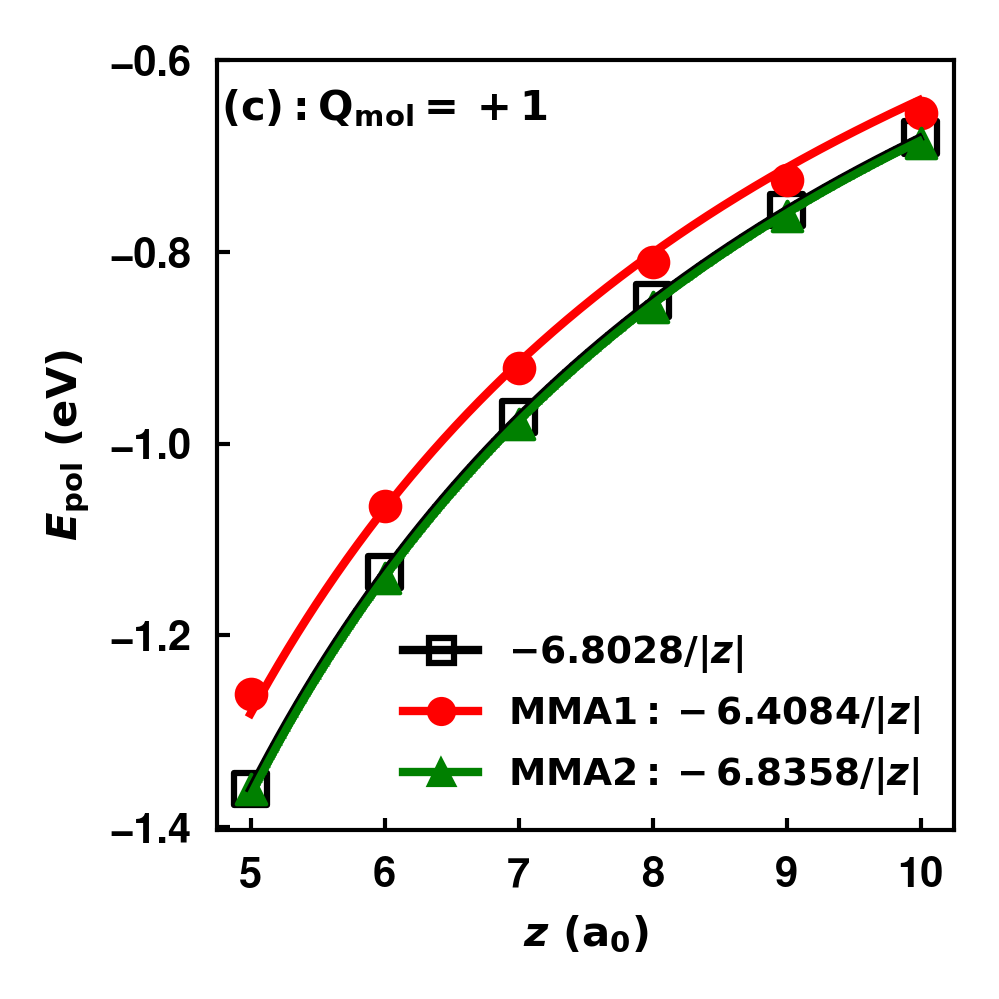 (c) : Q_mol = +1
−0.6
−0.8
−1.0
−1.2
−1.4
E_pol (eV)
−6.8028/|z|
MMA1 : −6.4084/|z|
MMA2 : −6.8358/|z|
5 6 7 8 9 10
z (a_0)